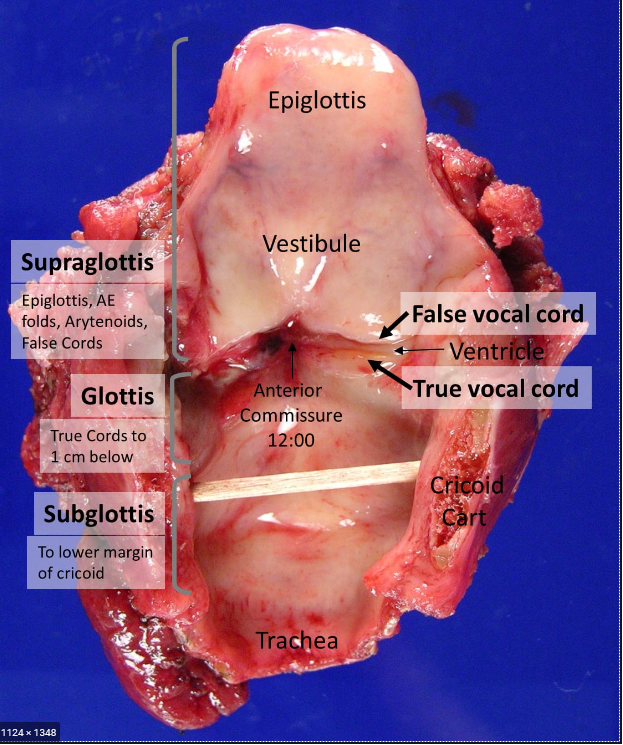 Epiglottis
Vestibule
Supraglottis
Epiglottis, AE
folds, Arytenoids,
False Cords
False vocal cord
Ventricle
True vocal cord
Anterior
Commissure
12:00
Glottis
True Cords to
1 cm below
Cricoid
Cart
Subglottis
To lower margin
of cricoid
Trachea
1124 × 1348